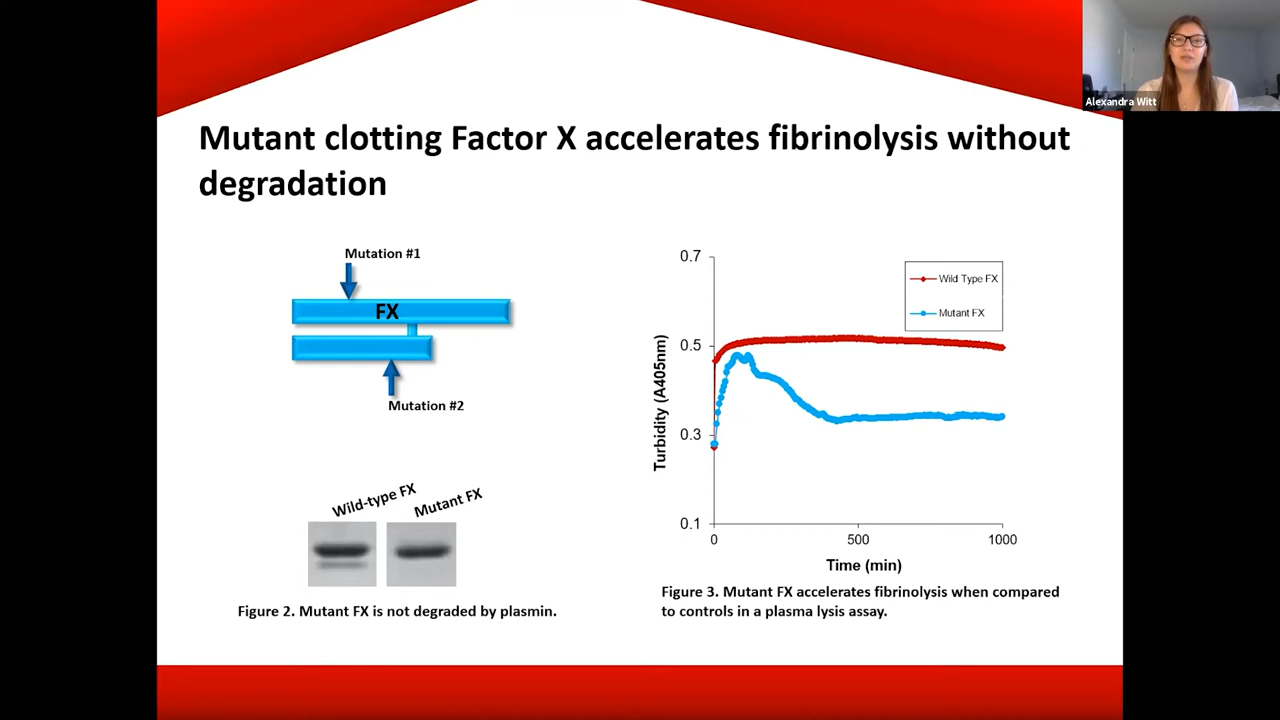 Alexandra Witt
Mutant clotting Factor X accelerates fibrinolysis without
degradation
Mutation #1
FX
Mutation #2
Wild-type FX
Mutant FX
Figure 2. Mutant FX is not degraded by plasmin.
0.7
0.5
0.3
0.1
Turbidity (A405nm)
Wild Type FX
Mutant FX
0
500
1000
Time (min)
Figure 3. Mutant FX accelerates fibrinolysis when compared
to controls in a plasma lysis assay.